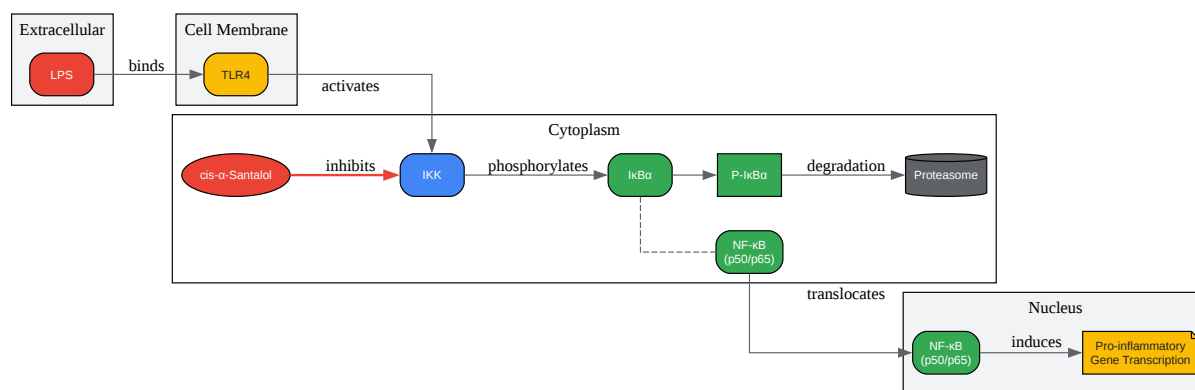 Extracellular
Cell Membrane
LPS
binds
TLR4
activates
Cytoplasm
cis-α-Santalol
inhibits
IKK
phosphorylates
IκBα
P-IκBα
degradation
Proteasome
NF-κB
(p50/p65)
translocates
Nucleus
NF-κB
(p50/p65)
induces
Pro-inflammatory
Gene Transcription